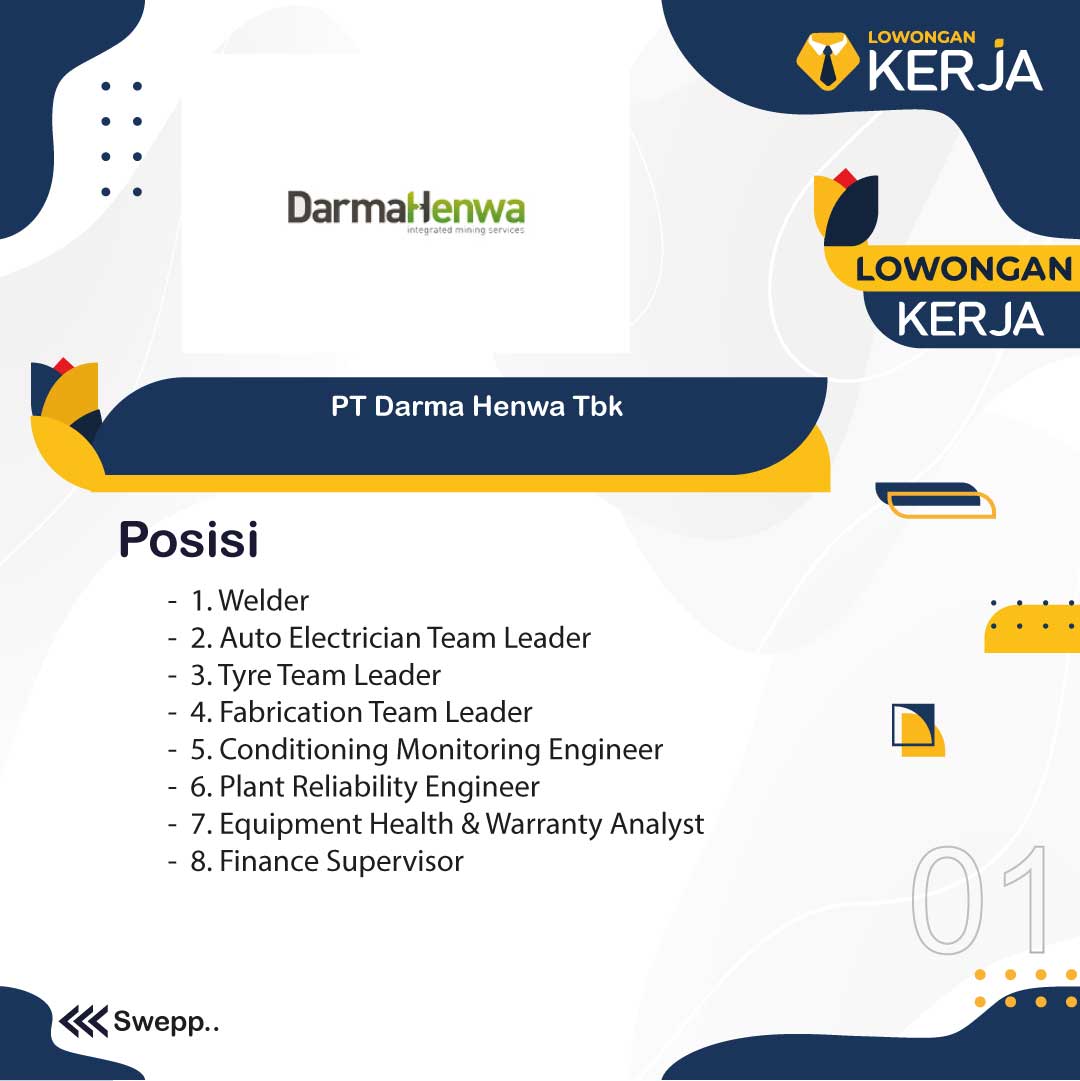 LOWONGAN
KERJA
DarmaHenwa
integrated mining services
LOWONGAN
KERJA
PT Darma Henwa Tbk
Posisi
- 1. Welder
- 2. Auto Electrician Team Leader
- 3. Tyre Team Leader
- 4. Fabrication Team Leader
- 5. Conditioning Monitoring Engineer
- 6. Plant Reliability Engineer
- 7. Equipment Health & Warranty Analyst
- 8. Finance Supervisor
01
Swepp..